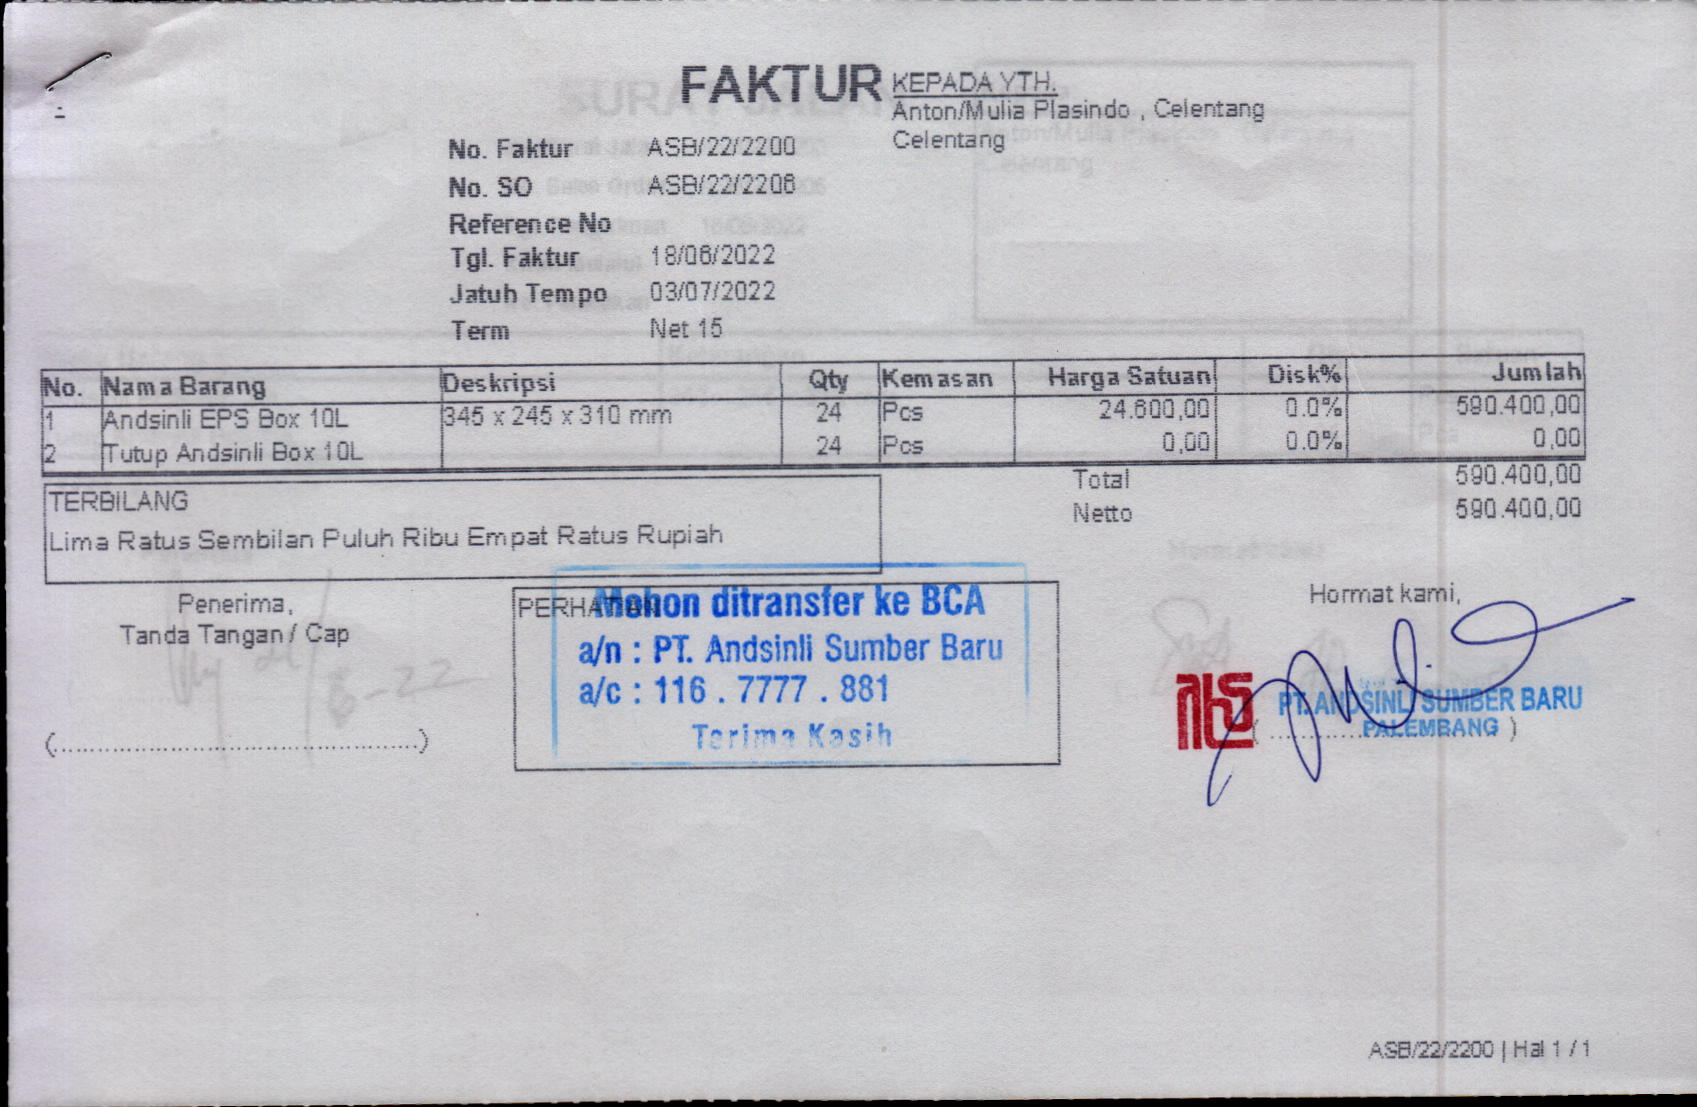 FAKTUR
KEPADA YTH.
Anton/Mulia Plasindo , Celentang
Celentang
No. Faktur ASB/22/2200
No. SO ASB/22/2206
Reference No
Tgl. Faktur 18/06/2022
Jatuh Tempo 03/07/2022
Term Net 15
No. Nama Barang Deskripsi Qty Kemasan Harga Satuan Disk% Jumlah
1 Andsinli EPS Box 10L 345 x 245 x 310 mm 24 Pcs 24.600,00 0.0% 590.400,00
2 Tutup Andsinli Box 10L 24 Pcs 0,00 0.0% 0,00
Total 590.400,00
Netto 590.400,00
TERBILANG
Lima Ratus Sembilan Puluh Ribu Empat Ratus Rupiah
Penerima,
Tanda Tangan / Cap
(....................................................)
PERHATIAN
Mohon ditransfer ke BCA
a/n : PT. Andsinli Sumber Baru
a/c : 116 . 7777 . 881
Terima Kasih
Hormat kami,
PT. ANDSINLI SUMBER BARU
PALEMBANG
ASB/22/2200 | Hal 1 / 1